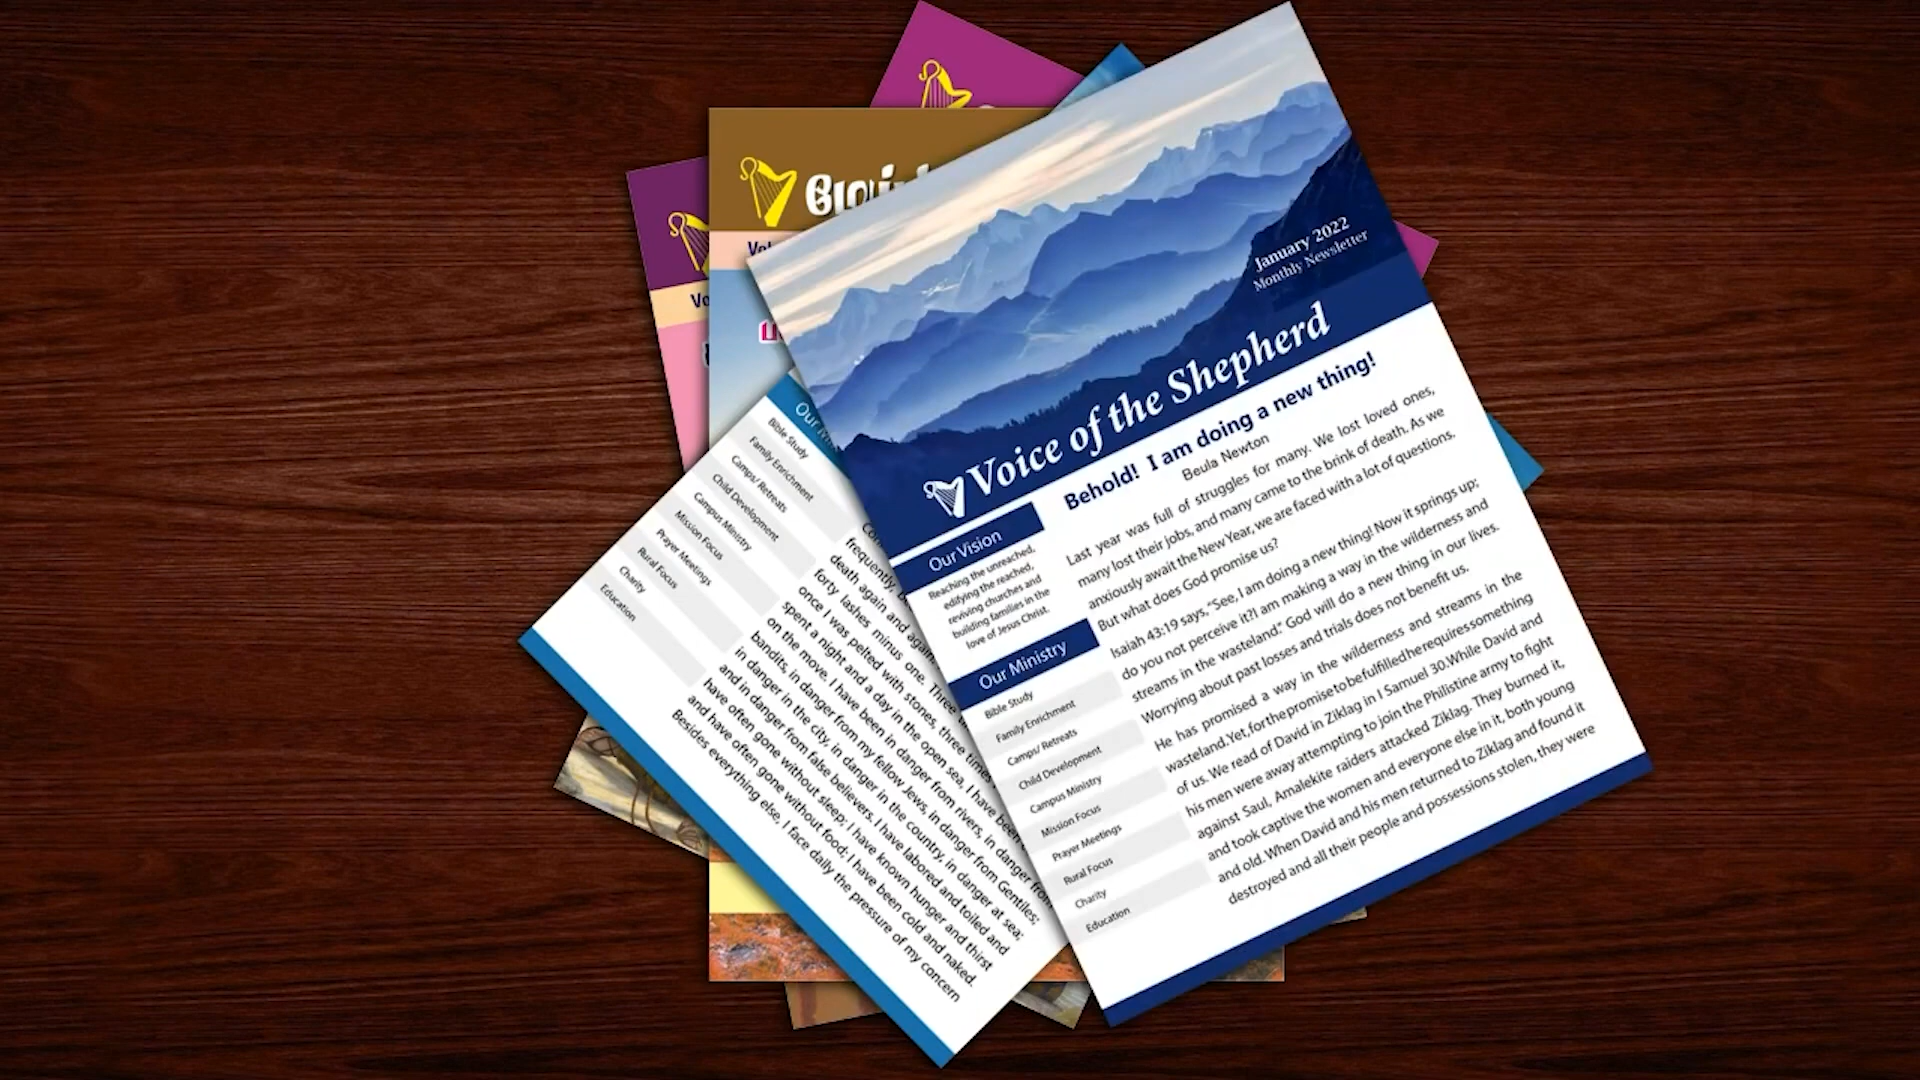 January 2022
Monthly Newsletter
Voice of the Shepherd
Behold! I am doing a new thing!
Beula Newton
Last year was full of struggles for many. We lost loved ones,
many lost their jobs, and many came to the brink of death. As we
anxiously await the New Year, we are faced with a lot of questions.
But what does God promise us?
Isaiah 43:19 says, "See, I am doing a new thing! Now it springs up;
do you not perceive it?I am making a way in the wilderness and
streams in the wasteland." God will do a new thing in our lives.
Worrying about past losses and trials does not benefit us.
He has promised a way in the wilderness and streams in the
wasteland.Yet,forthepromisetobefulfilledherequiressomething
of us. We read of David in Ziklag in I Samuel 30.While David and
his men were away attempting to join the Philistine army to fight
against Saul, Amalekite raiders attacked Ziklag. They burned it,
and took captive the women and everyone else in it, both young
and old. When David and his men returned to Ziklag and found it
destroyed and all their people and possessions stolen, they were
Our Vision
Reaching the unreached,
edifying the reached,
reviving churches and
building families in the
love of Jesus Christ.
Our Ministry
Bible Study
Family Enrichment
Camps/ Retreats
Child Development
Campus Ministry
Mission Focus
Prayer Meetings
Rural Focus
Charity
Education
Our
Bible Study
Family Enrichment
Camps/ Retreats
Child Development
Campus Ministry
Mission Focus
Prayer Meetings
Rural Focus
Charity
Education
frequently,
death again and again.
forty lashes minus one. Three
once I was pelted with stones, three times
spent a night and a day in the open sea, I have been
on the move. I have been in danger from rivers, in danger from
bandits, in danger from my fellow Jews, in danger from Gentiles;
in danger in the city, in danger in the country, in danger at sea;
and in danger from false believers. I have labored and toiled and
have often gone without sleep; I have known hunger and thirst
and have often gone without food; I have been cold and naked.
Besides everything else, I face daily the pressure of my concern